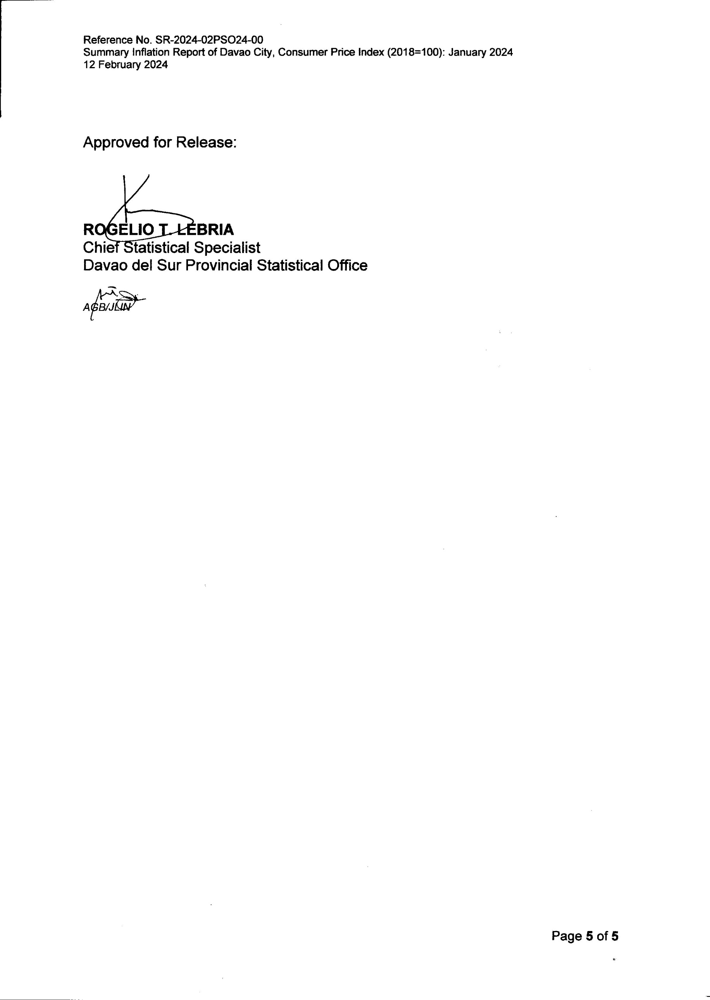 Reference No. SR-2024-02PSO24-00
Summary Inflation Report of Davao City, Consumer Price Index (2018=100): January 2024
12 February 2024
Approved for Release:
ROGELIO T. LEBRIA
Chief Statistical Specialist
Davao del Sur Provincial Statistical Office
AGB/JLIN
Page 5 of 5